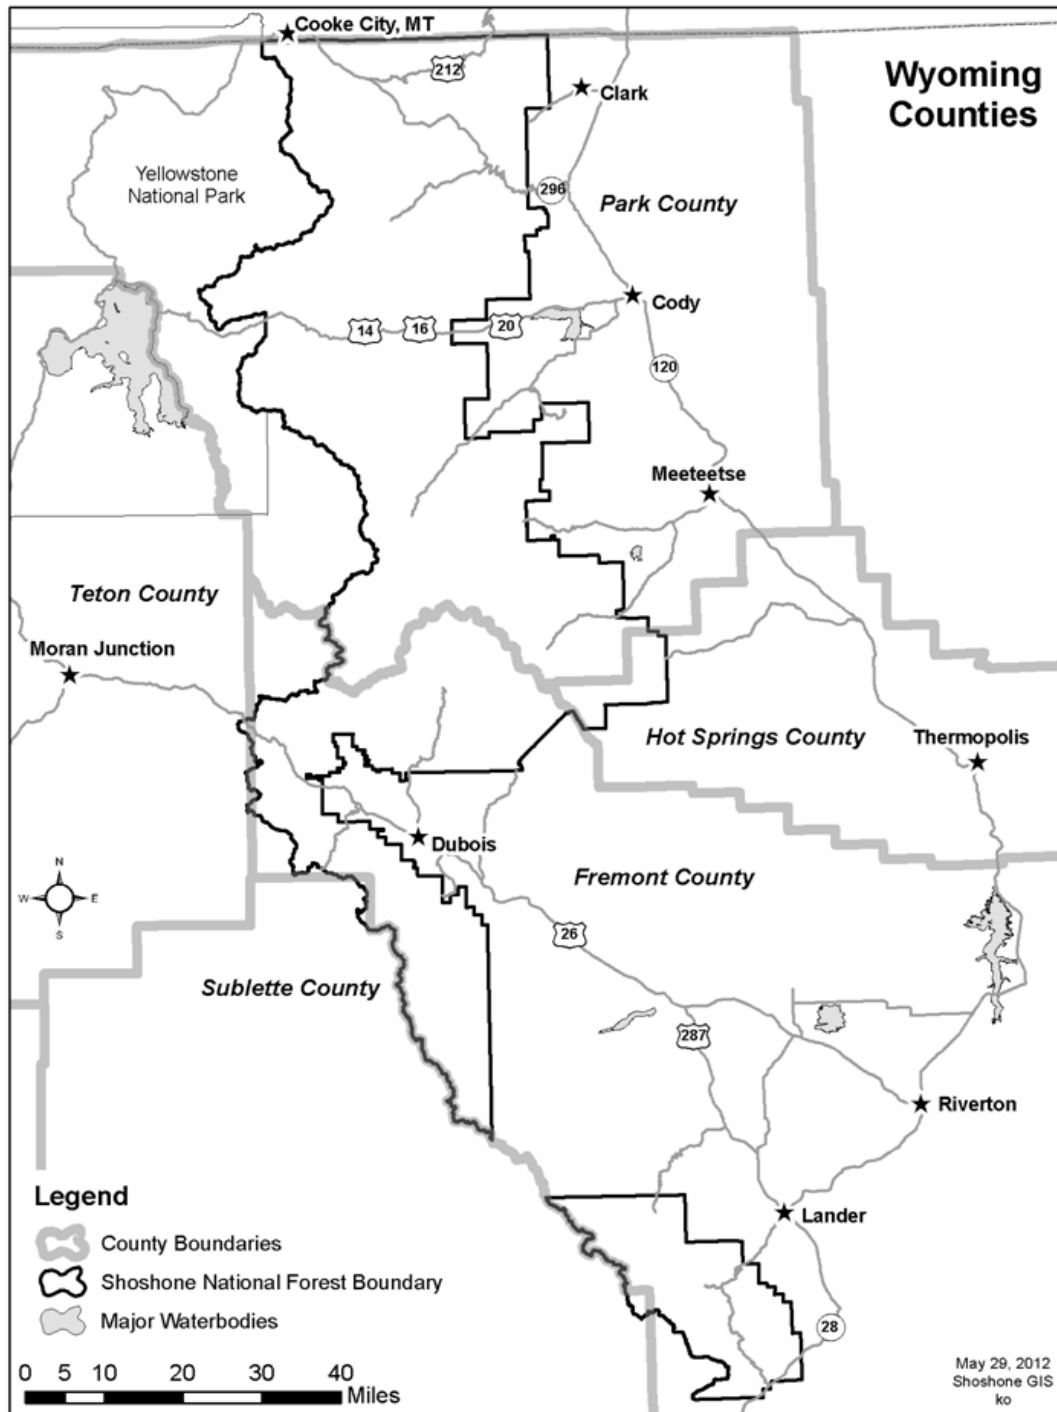 Cooke City, MT
212
Clark
Wyoming
Counties
Yellowstone
National Park
296
Park County
Cody
14
16
20
120
Meeteetse
Teton County
Moran Junction
Hot Springs County
Thermopolis
Dubois
Fremont County
N
W
E
S
26
Sublette County
287
Riverton
Legend
County Boundaries
Shoshone National Forest Boundary
Major Waterbodies
Lander
28
0 5 10 20 30 40
Miles
May 29, 2012
Shoshone GIS
ko